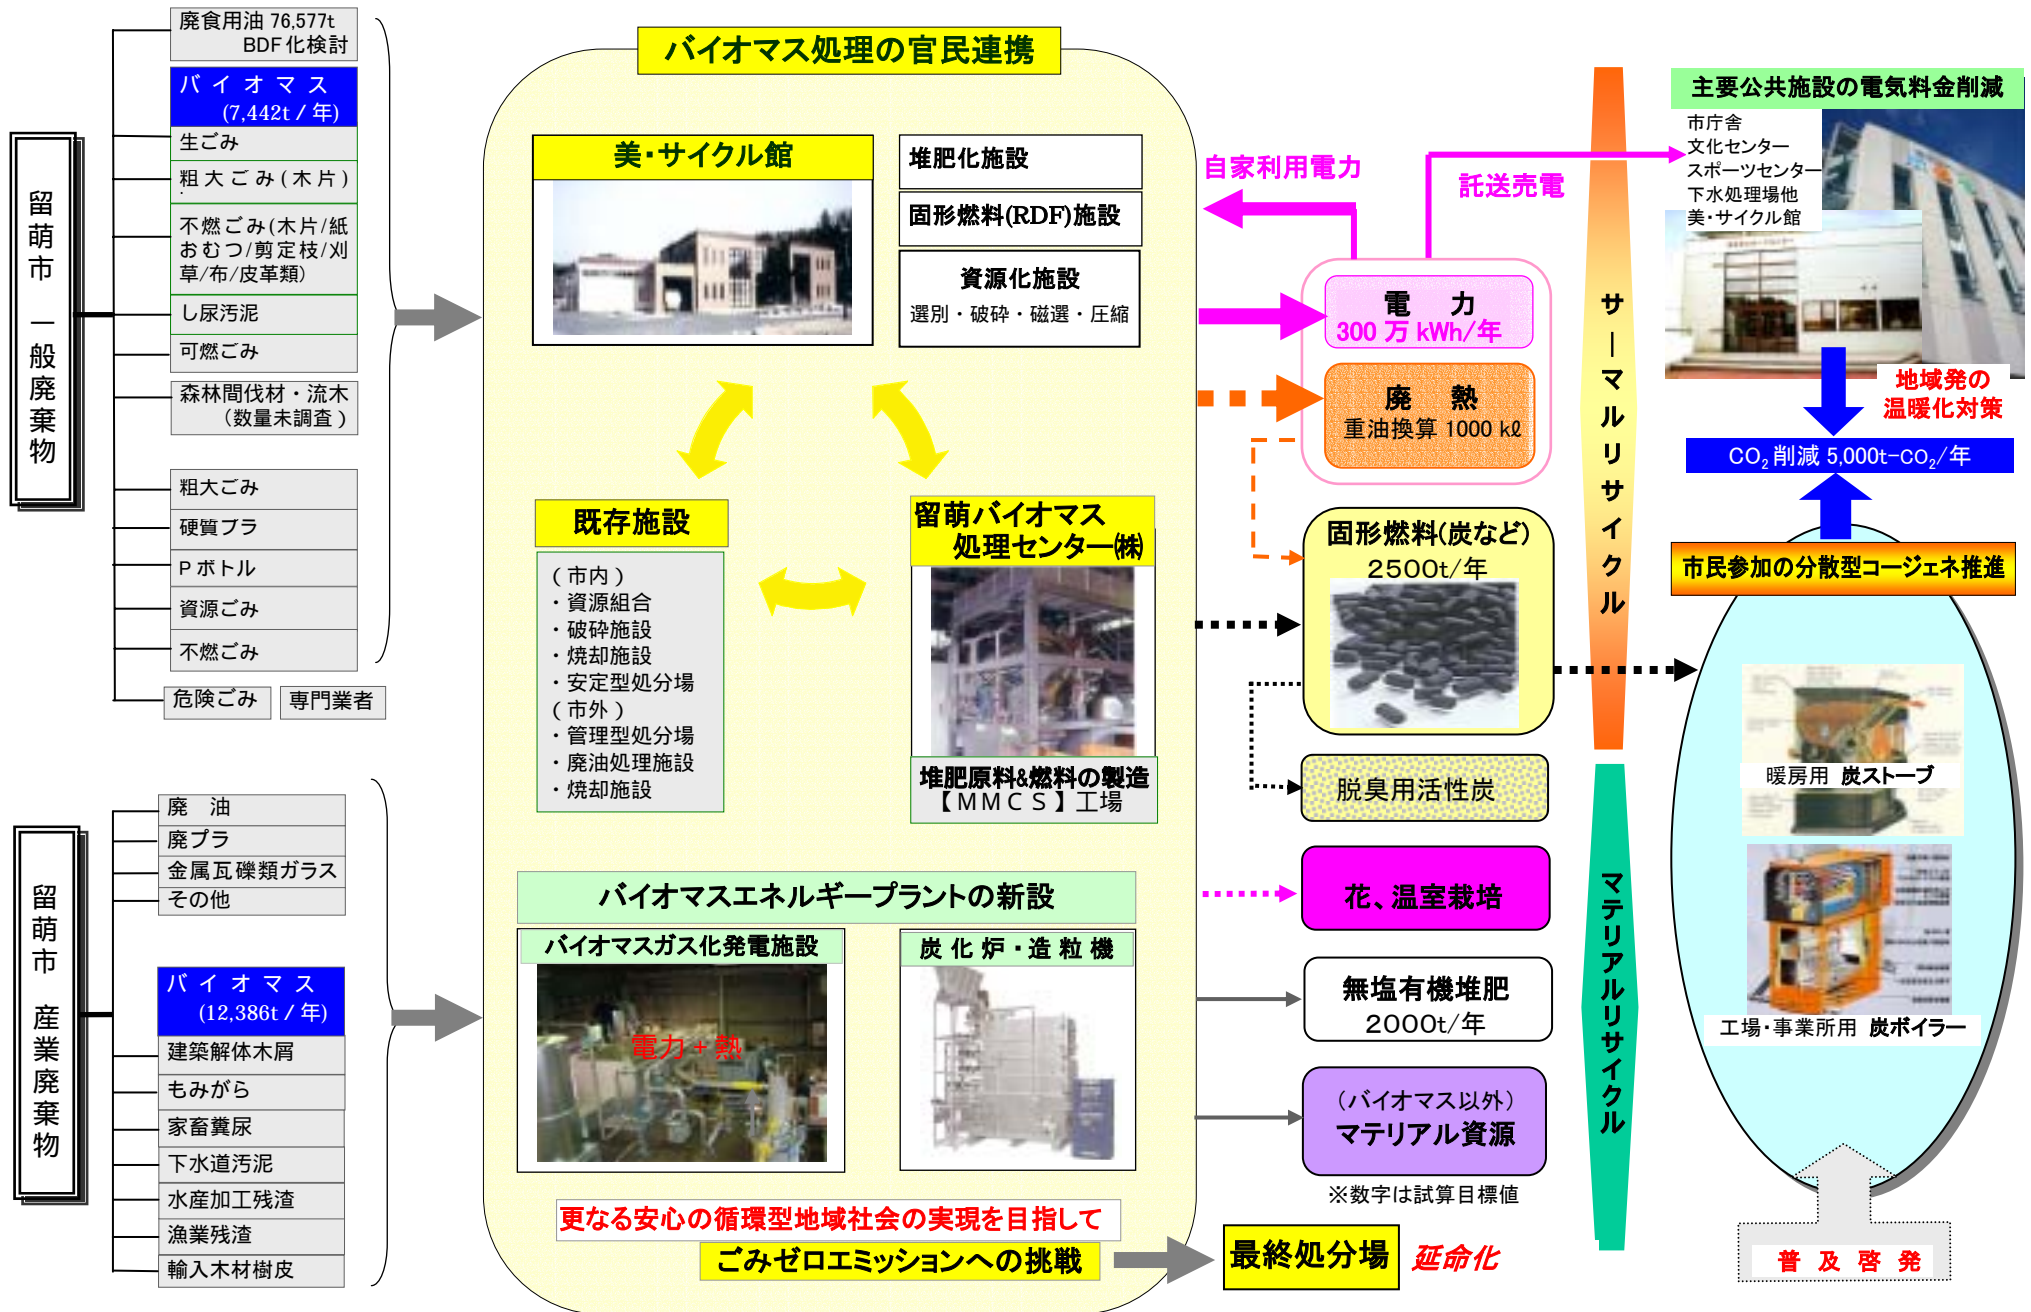 留萌市 一般廃棄物
廃食用油 76,577t
BDF 化検討
バイオマス
(7,442t / 年)
生ごみ
粗大ごみ(木片)
不燃ごみ(木片/紙
おむつ/剪定枝/刈
草/布/皮革類)
し尿汚泥
可燃ごみ
森林間伐材・流木
(数量未調査)
粗大ごみ
硬質プラ
Pボトル
資源ごみ
不燃ごみ
危険ごみ
専門業者
留萌市 産業廃棄物
廃 油
廃プラ
金属瓦礫類ガラス
その他
バイオマス
(12,386t / 年)
建築解体木屑
もみがら
家畜糞尿
下水道汚泥
水産加工残渣
漁業残渣
輸入木材樹皮
バイオマス処理の官民連携
美・サイクル館
堆肥化施設
固形燃料(RDF)施設
資源化施設
選別・破砕・磁選・圧縮
既存施設
(市内)
・資源組合
・破砕施設
・焼却施設
・安定型処分場
(市外)
・管理型処分場
・廃油処理施設
・焼却施設
留萌バイオマス
処理センター㈱
堆肥原料&燃料の製造
【MMCS】工場
バイオマスエネルギープラントの新設
バイオマスガス化発電施設
電力+熱
炭化炉・造粒機
更なる安心の循環型地域社会の実現を目指して
ごみゼロエミッションへの挑戦
最終処分場
延命化
自家利用電力
託送売電
電 力
300 万 kWh/年
廃 熱
重油換算 1000 kℓ
固形燃料(炭など)
2500t/年
脱臭用活性炭
花、温室栽培
無塩有機堆肥
2000t/年
(バイオマス以外)
マテリアル資源
※数字は試算目標値
サーマルリサイクル
マテリアルリサイクル
主要公共施設の電気料金削減
市庁舎
文化センター
スポーツセンター
下水処理場他
美・サイクル館
地域発の
温暖化対策
CO₂ 削減 5,000t-CO₂/年
市民参加の分散型コージェネ推進
暖房用 炭ストーブ
工場・事業所用 炭ボイラー
普及啓発